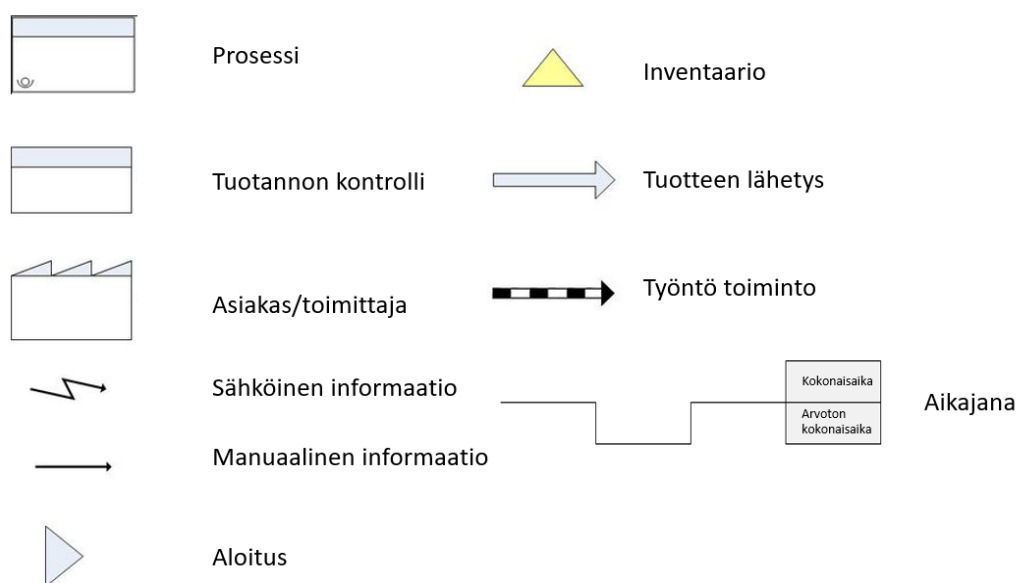 Prosessi
Inventaario
Tuotannon kontrolli
Tuotteen lähetys
Asiakas/toimittaja
Työntö toiminto
Sähköinen informaatio
Kokonaisaika
Arvoton
kokonaisaika
Aikajana
Manuaalinen informaatio
Aloitus